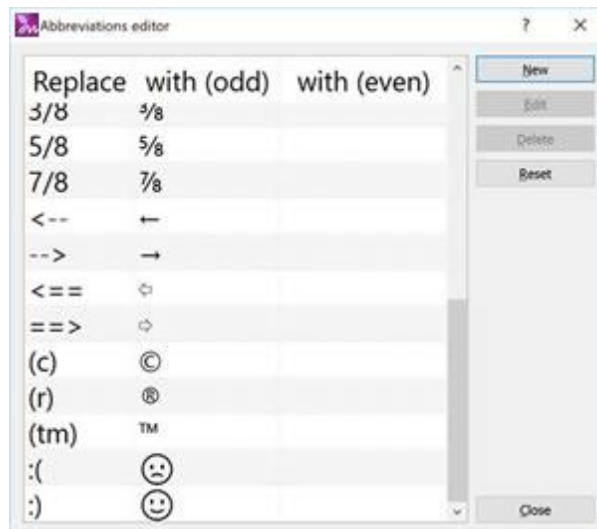 Abbreviations editor ? ×
Replace with (odd) with (even)
3/8 ⅜
5/8 ⅝
7/8 ⅞
<-- ←
--> →
<== ⇦
==> ⇨
(c) ©
(r) ®
(tm) ™
:( ☹
:) ☺
New
Edit
Delete
Reset
Close